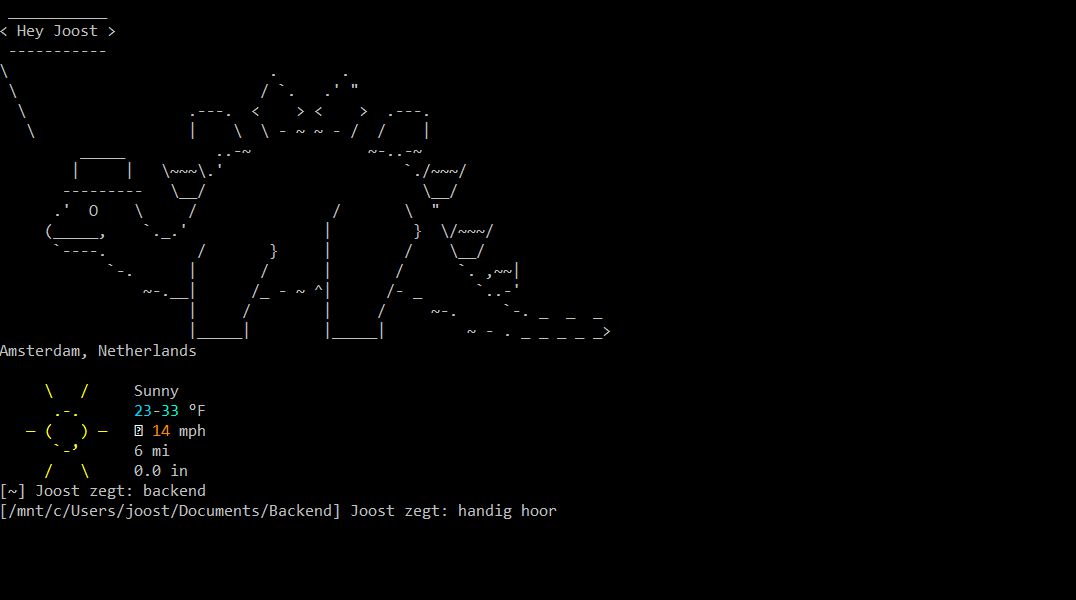 < Hey Joost >
Amsterdam, Netherlands
Sunny
23-33 °F
14 mph
6 mi
0.0 in
[~] Joost zegt: backend
[/mnt/c/Users/joost/Documents/Backend] Joost zegt: handig hoor